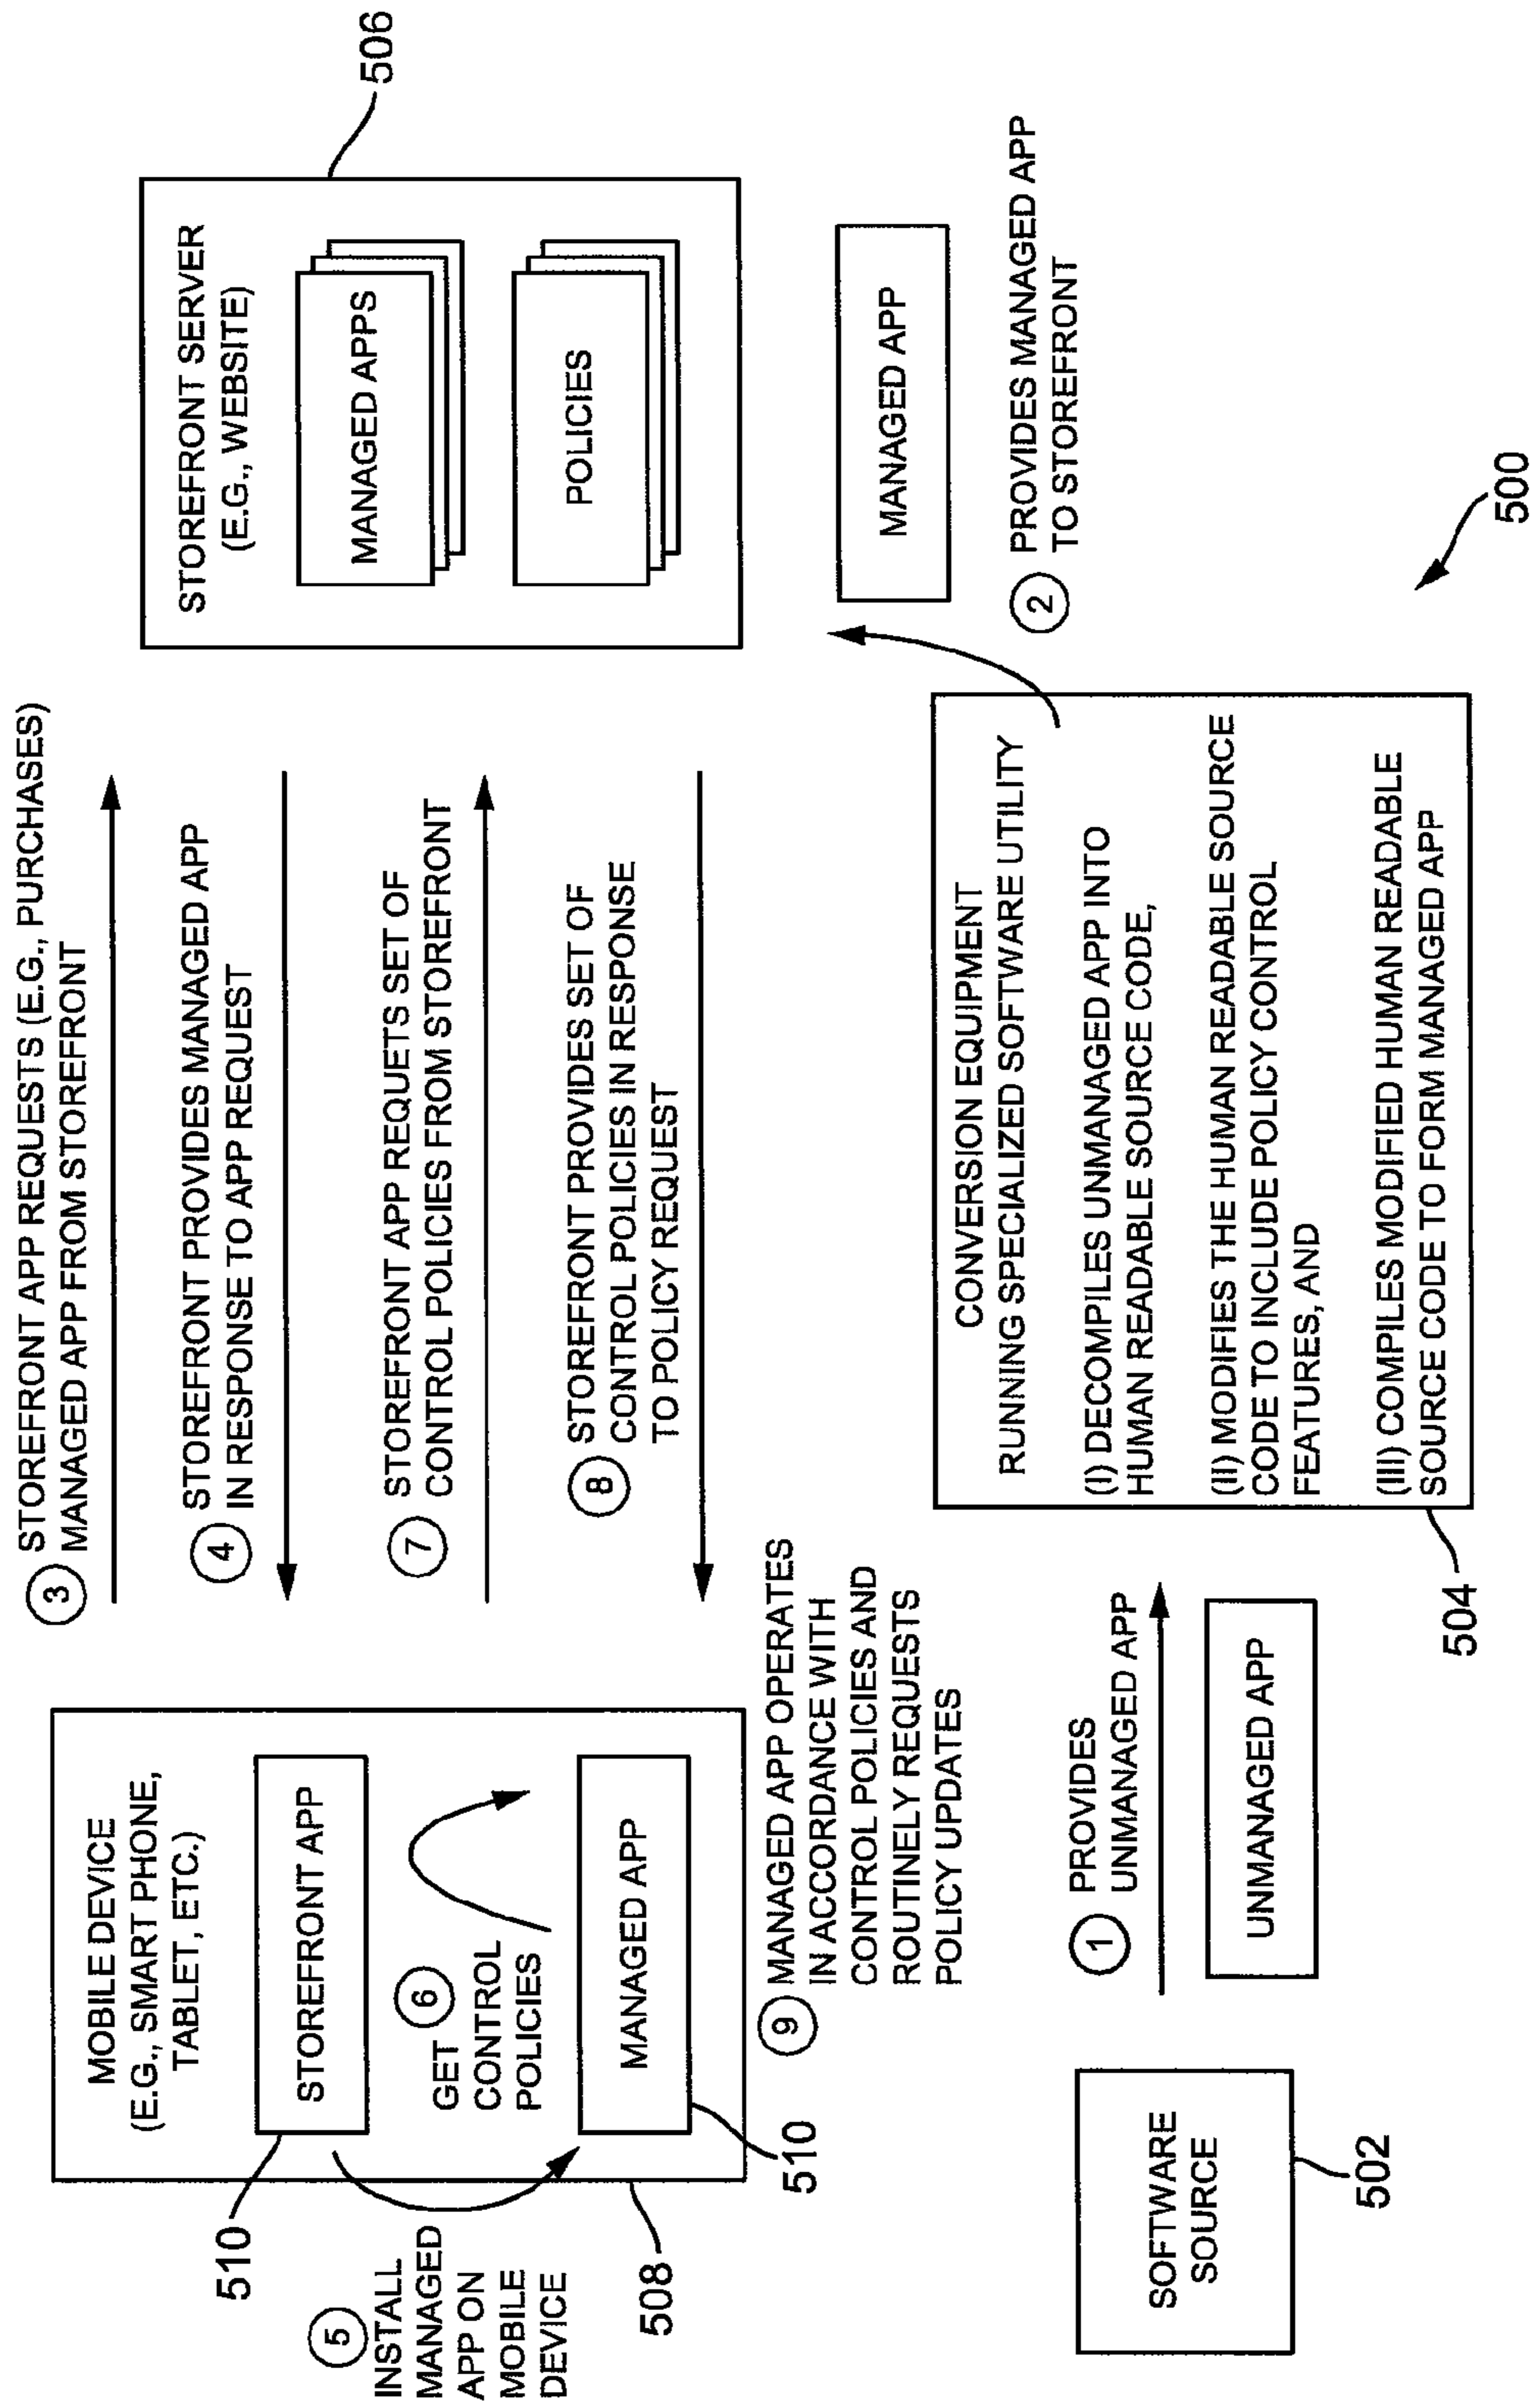 MOBILE DEVICE
(E.G., SMART PHONE,
TABLET, ETC.)
STOREFRONT APP
510
5
INSTALL
MANAGED
APP ON
MOBILE
DEVICE
6
GET
CONTROL
POLICIES
MANAGED APP
510
508
3
STOREFRONT APP REQUESTS (E.G., PURCHASES)
MANAGED APP FROM STOREFRONT
4
STOREFRONT PROVIDES MANAGED APP
IN RESPONSE TO APP REQUEST
7
STOREFRONT APP REQUETS SET OF
CONTROL POLICIES FROM STOREFRONT
8
STOREFRONT PROVIDES SET OF
CONTROL POLICIES IN RESPONSE
TO POLICY REQUEST
STOREFRONT SERVER
(E.G., WEBSITE)
MANAGED APPS
POLICIES
506
9
MANAGED APP OPERATES
IN ACCORDANCE WITH
CONTROL POLICIES AND
ROUTINELY REQUESTS
POLICY UPDATES
SOFTWARE
SOURCE
502
1
PROVIDES
UNMANAGED APP
UNMANAGED APP
CONVERSION EQUIPMENT
RUNNING SPECIALIZED SOFTWARE UTILITY
(I) DECOMPILES UNMANAGED APP INTO
HUMAN READABLE SOURCE CODE,
(II) MODIFIES THE HUMAN READABLE SOURCE
CODE TO INCLUDE POLICY CONTROL
FEATURES, AND
(III) COMPILES MODIFIED HUMAN READABLE
SOURCE CODE TO FORM MANAGED APP
504
MANAGED APP
2
PROVIDES MANAGED APP
TO STOREFRONT
500